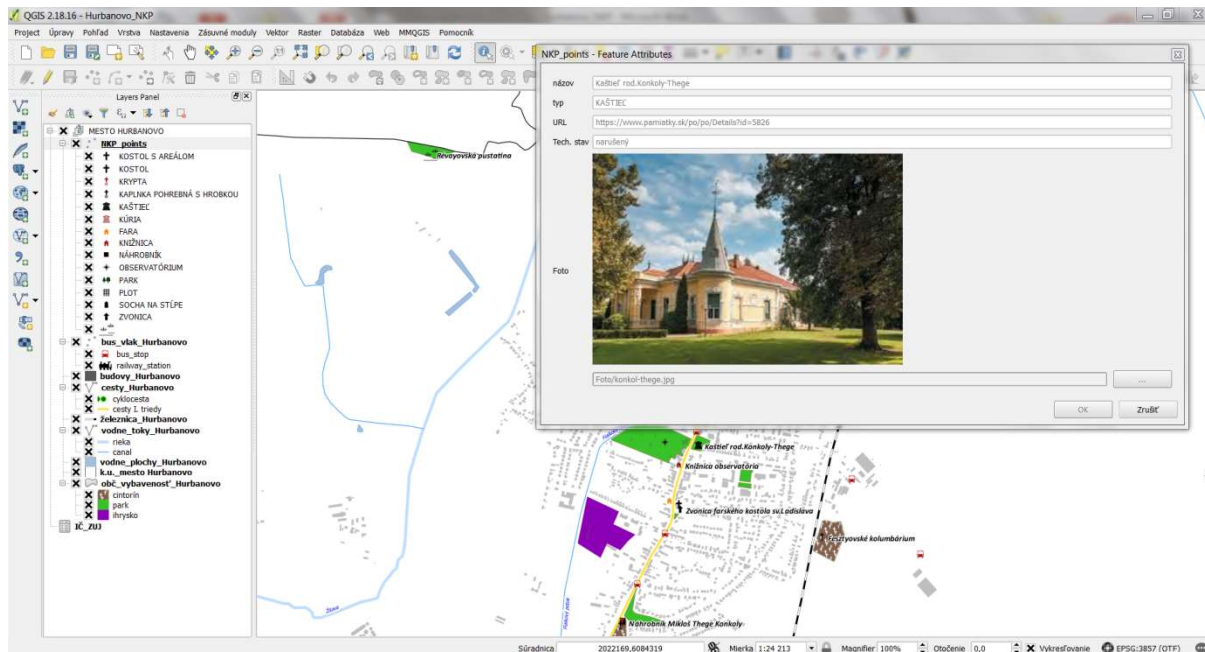 QGIS 2.18.16 - Hurbanovo_NKP
Project Úpravy Pohľad Vrstva Nastavenia Zásuvné moduly Vektor Raster Databáza Web MMQGIS Pomocník
Layers Panel
MESTO HURBANOVO
NKP_points
KOSTOL S AREÁLOM
KOSTOL
KRYPTA
KAPLNKA POHREBNÁ S HROBKOU
KAŠTIEĽ
KÚRIA
FARA
KNIŽNICA
NÁHROBNÍK
OBSERVATÓRIUM
PARK
PLOT
SOCHA NA STĹPE
ZVONICA
bus_vlak_Hurbanovo
bus_stop
railway_station
budovy_Hurbanovo
cesty_Hurbanovo
cyklocesta
cesty I. triedy
železnica_Hurbanovo
vodne_toky_Hurbanovo
rieka
canal
vodne_plochy_Hurbanovo
k.u._mesto Hurbanovo
obč_vybavenosť_Hurbanovo
cintorín
park
ihrysko
IČ_ZUJ
NKP_points - Feature Attributes
názov Kaštieľ rod.Konkoly-Thege
typ KAŠTIEĽ
URL https://www.pamiatky.sk/po/po/Details?id=5826
Tech. stav narušený
Foto
Foto/konkol-thege.jpg ...
OK Zrušiť
Révayovská pustatina
Kaštieľ rod.Konkoly-Thege
Knižnica observatória
Zvonica farského kostola sv.Ladislava
Fesztyovské kolumbárium
Náhrobník Mikloš Thege Konkoly
Žitava
Súradnica 2022169,6084319 Mierka 1:24 213 Magnifier 100% Otočenie 0,0 Vykresľovanie EPSG:3857 (OTF)